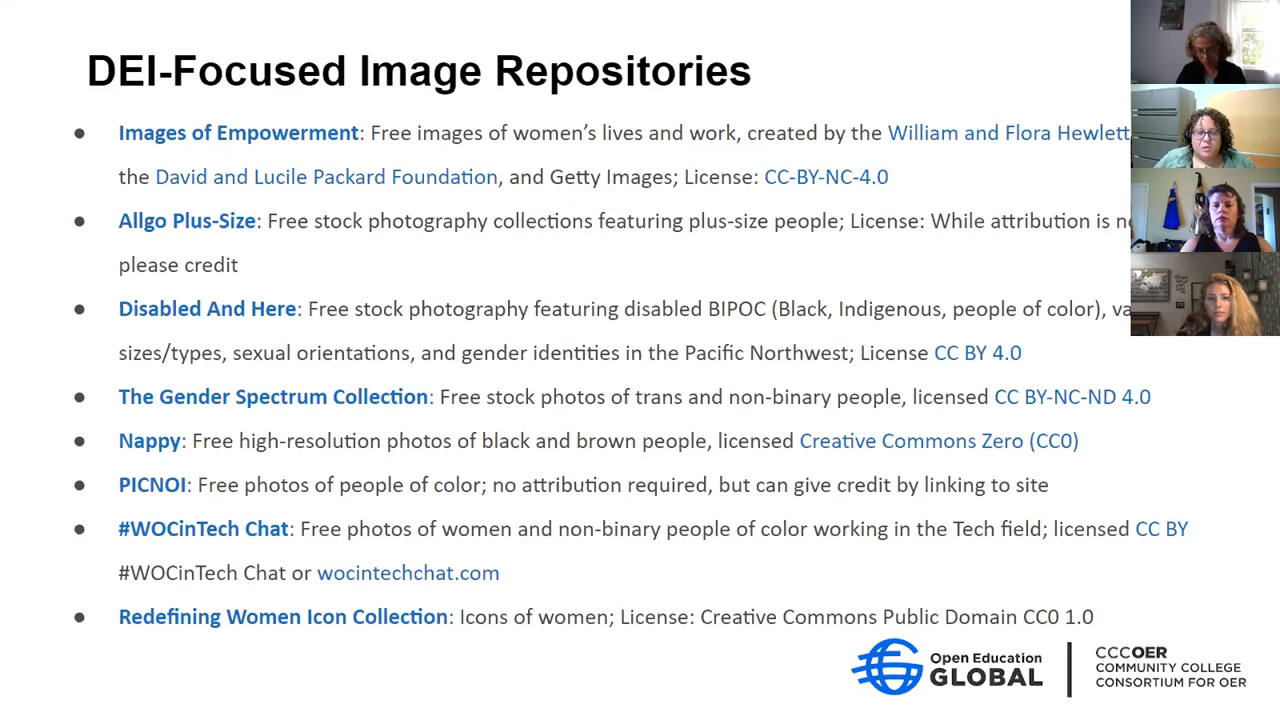 DEI-Focused Image Repositories
● Images of Empowerment: Free images of women's lives and work, created by the William and Flora Hewlett
the David and Lucile Packard Foundation, and Getty Images; License: CC-BY-NC-4.0
● Allgo Plus-Size: Free stock photography collections featuring plus-size people; License: While attribution is
please credit
● Disabled And Here: Free stock photography featuring disabled BIPOC (Black, Indigenous, people of color),
sizes/types, sexual orientations, and gender identities in the Pacific Northwest; License CC BY 4.0
● The Gender Spectrum Collection: Free stock photos of trans and non-binary people, licensed CC BY-NC-ND 4.0
● Nappy: Free high-resolution photos of black and brown people, licensed Creative Commons Zero (CC0)
● PICNOI: Free photos of people of color; no attribution required, but can give credit by linking to site
● #WOCinTech Chat: Free photos of women and non-binary people of color working in the Tech field; licensed CC BY
#WOCinTech Chat or wocintechchat.com
● Redefining Women Icon Collection: Icons of women; License: Creative Commons Public Domain CC0 1.0
Open Education
GLOBAL
CCCOER
COMMUNITY COLLEGE
CONSORTIUM FOR OER